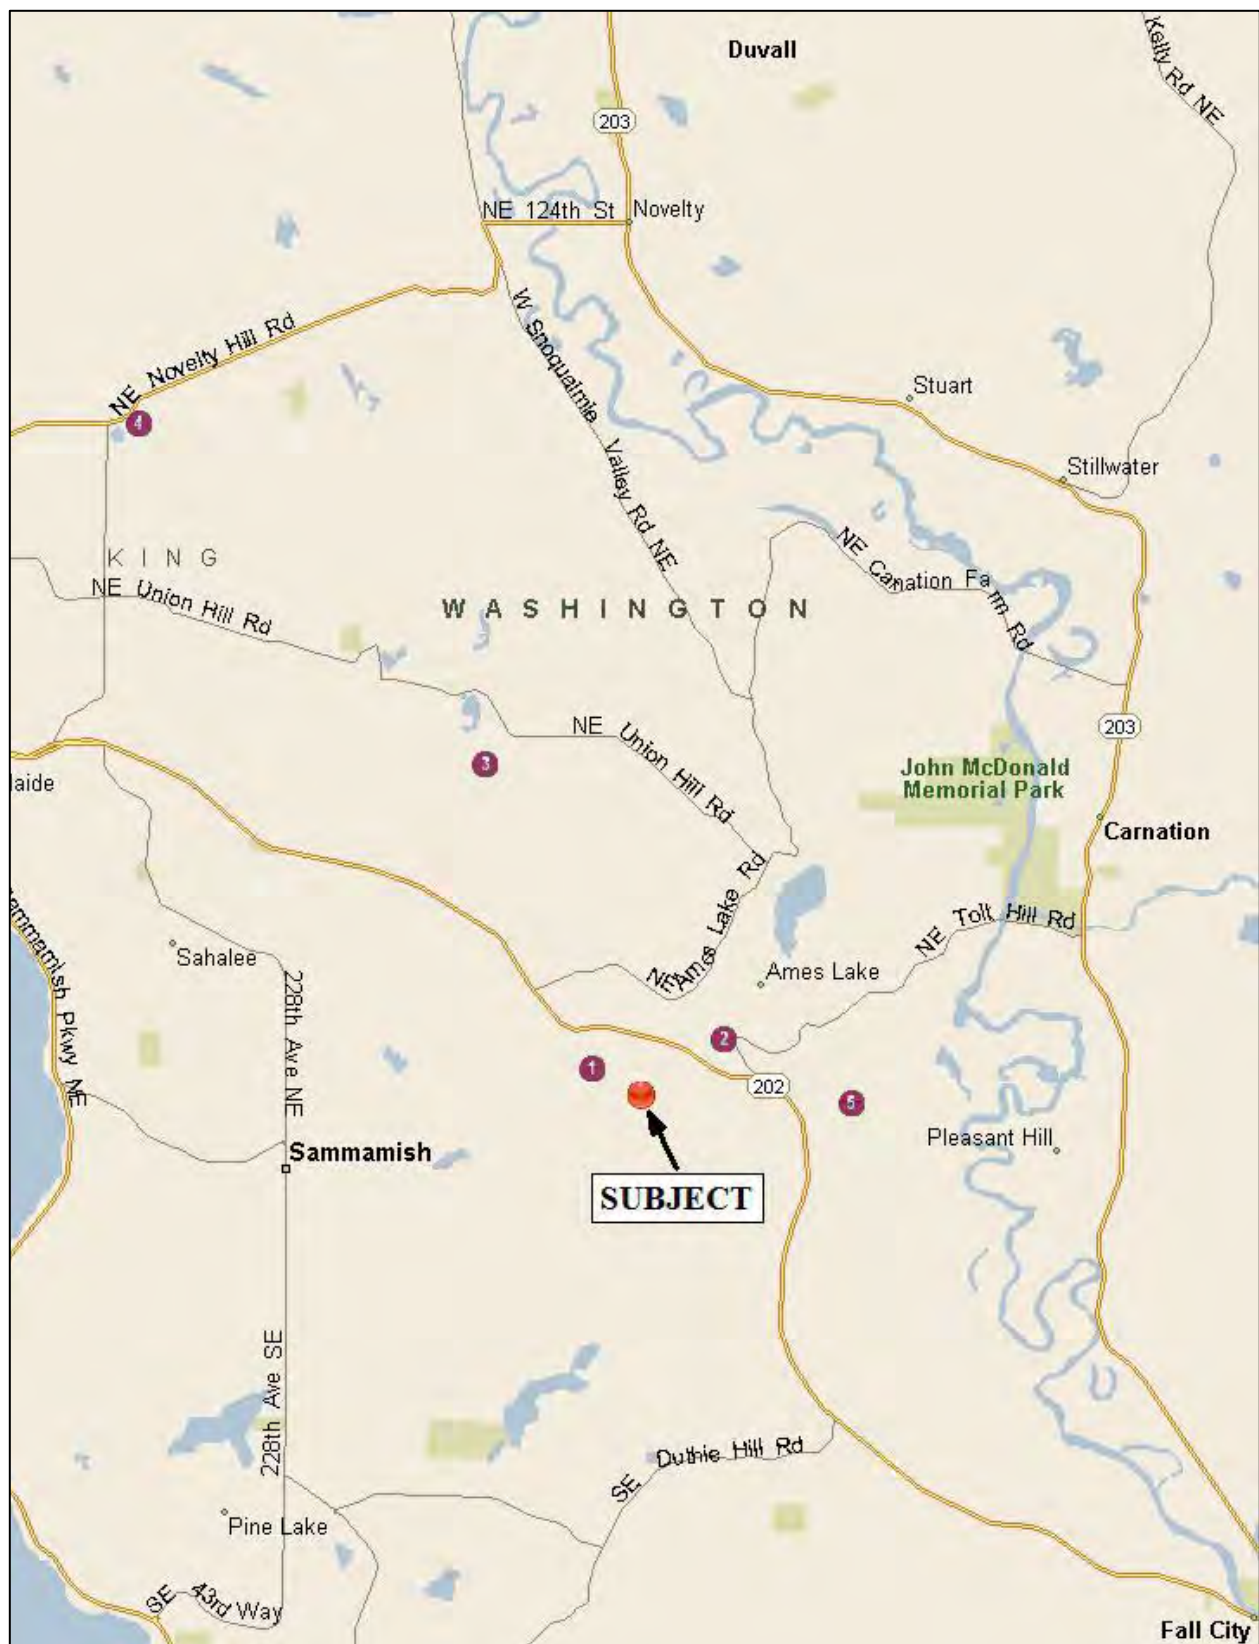 Duvall
Kelly Rd NE
203
NE 124th St
Novelty
NE Novelty Hill Rd
W Snoqualmie Valley Rd NE
Stuart
4
Stillwater
KING
NE Union Hill Rd
NE Carnation Farm Rd
WASHINGTON
203
NE Union Hill Rd
3
John McDonald
Memorial Park
laide
Carnation
NE Ames Lake Rd
NE Tolt Hill Rd
ammamish Pkwy NE
Sahalee
228th Ave NE
Ames Lake
2
1
202
5
Pleasant Hill
Sammamish
SUBJECT
228th Ave SE
SE Duthie Hill Rd
Pine Lake
SE 43rd Way
Fall City